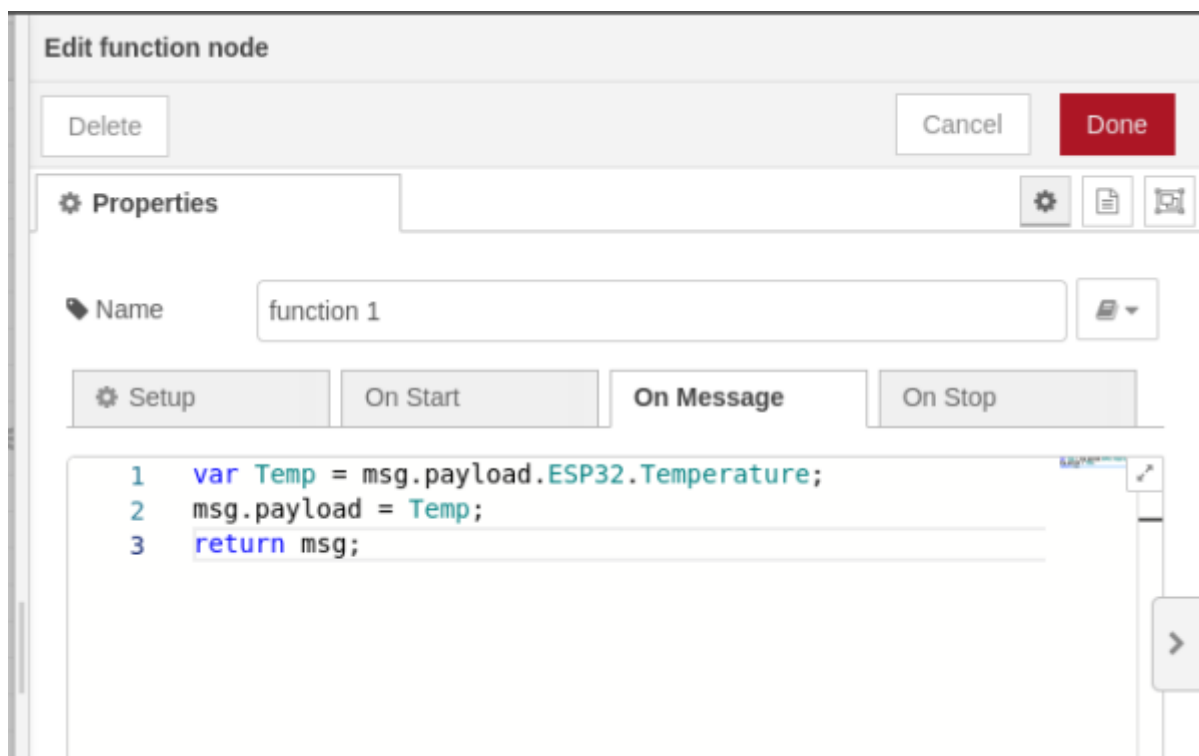 Edit function node
Delete Cancel Done
Properties
Name function 1
Setup On Start On Message On Stop
1 var Temp = msg.payload.ESP32.Temperature;
2 msg.payload = Temp;
3 return msg;